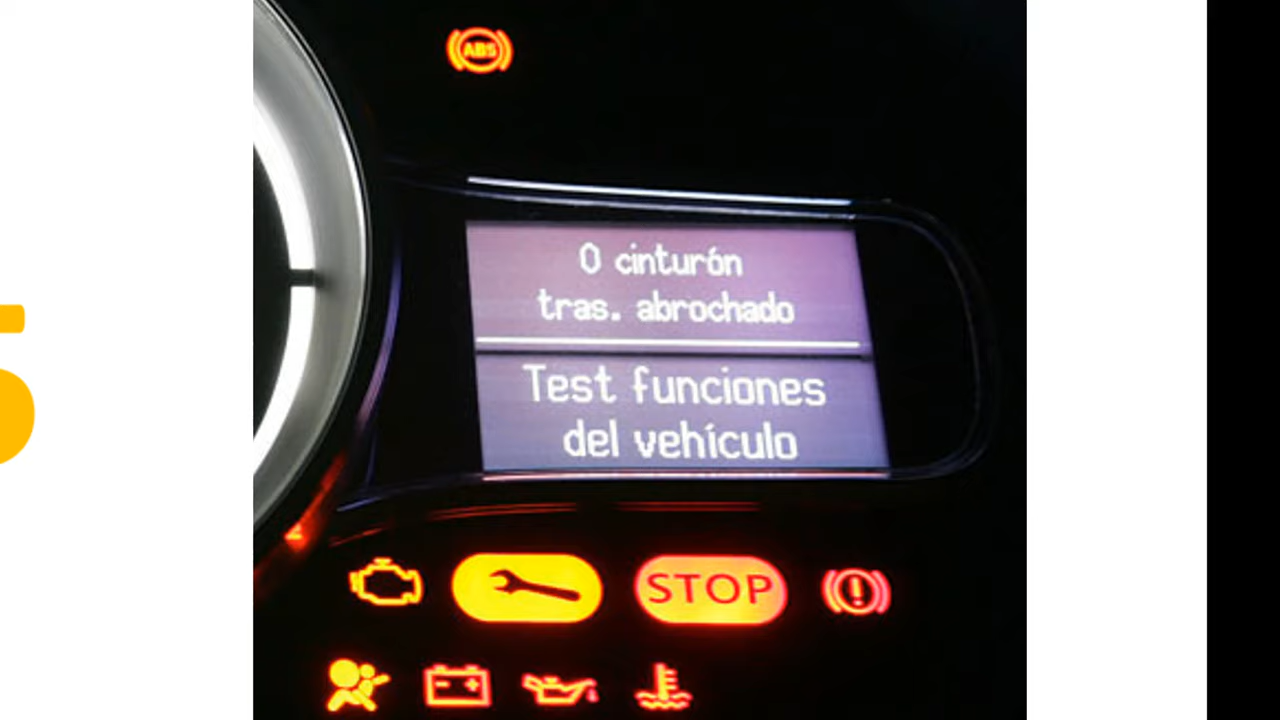 ABS
0 cinturón
tras. abrochado
Test funciones
del vehículo
STOP